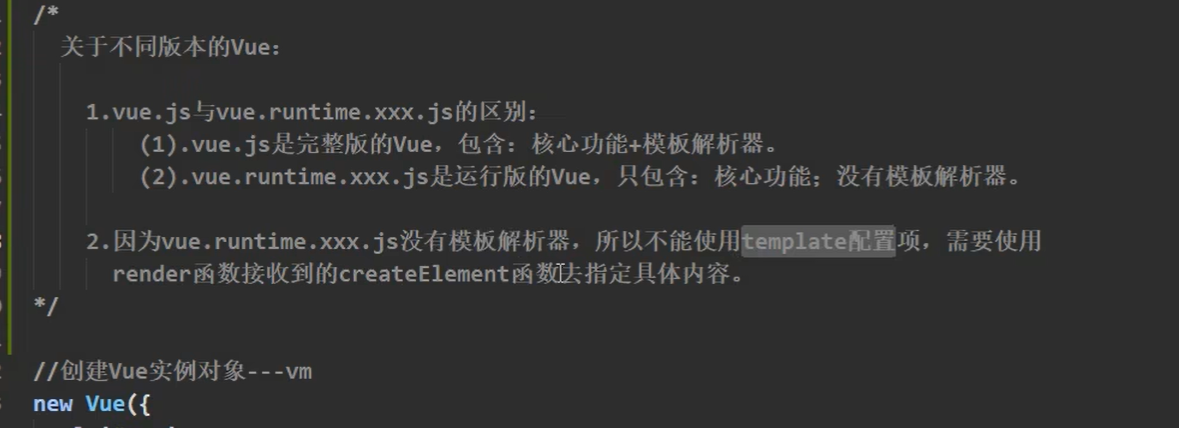 /*
关于不同版本的Vue：
1.vue.js与vue.runtime.xxx.js的区别：
(1).vue.js是完整版的Vue，包含：核心功能+模板解析器。
(2).vue.runtime.xxx.js是运行版的Vue，只包含：核心功能；没有模板解析器。
2.因为vue.runtime.xxx.js没有模板解析器，所以不能使用template配置项，需要使用
render函数接收到的createElement函数去指定具体内容。
*/
//创建Vue实例对象---vm
new Vue({